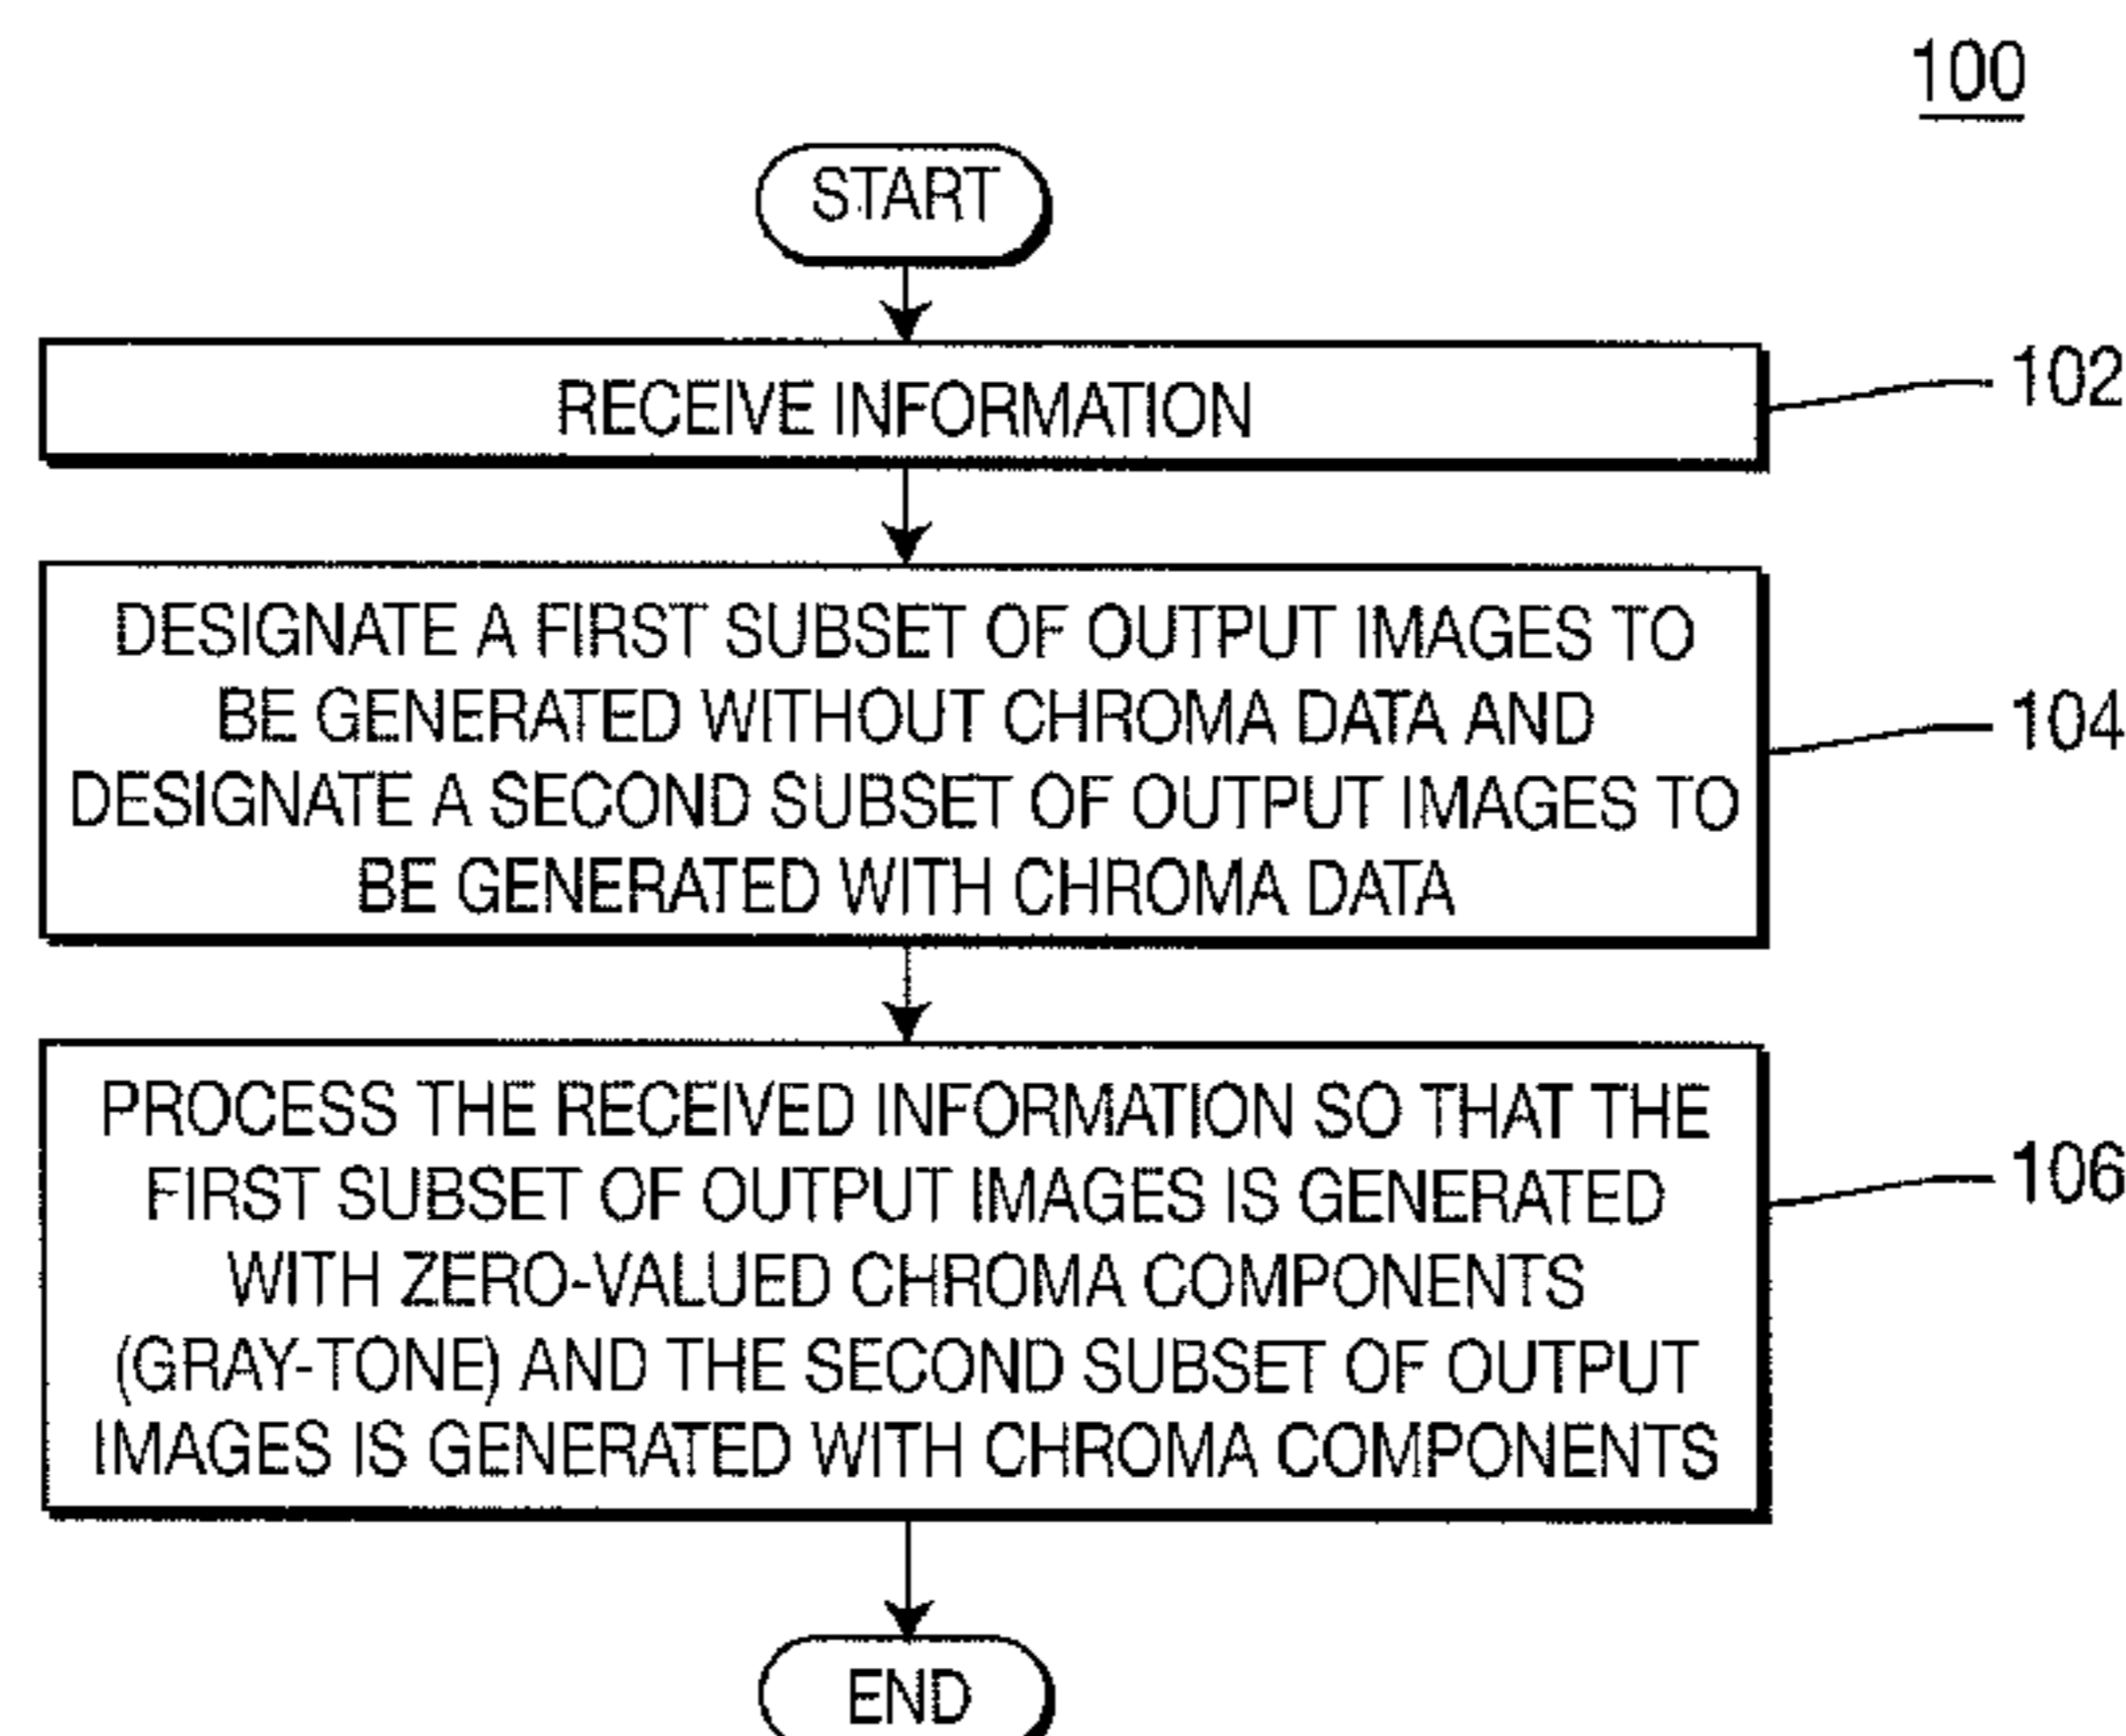 100
START
RECEIVE INFORMATION
102
DESIGNATE A FIRST SUBSET OF OUTPUT IMAGES TO
BE GENERATED WITHOUT CHROMA DATA AND
DESIGNATE A SECOND SUBSET OF OUTPUT IMAGES TO
BE GENERATED WITH CHROMA DATA
104
PROCESS THE RECEIVED INFORMATION SO THAT THE
FIRST SUBSET OF OUTPUT IMAGES IS GENERATED
WITH ZERO-VALUED CHROMA COMPONENTS
(GRAY-TONE) AND THE SECOND SUBSET OF OUTPUT
IMAGES IS GENERATED WITH CHROMA COMPONENTS
106
END